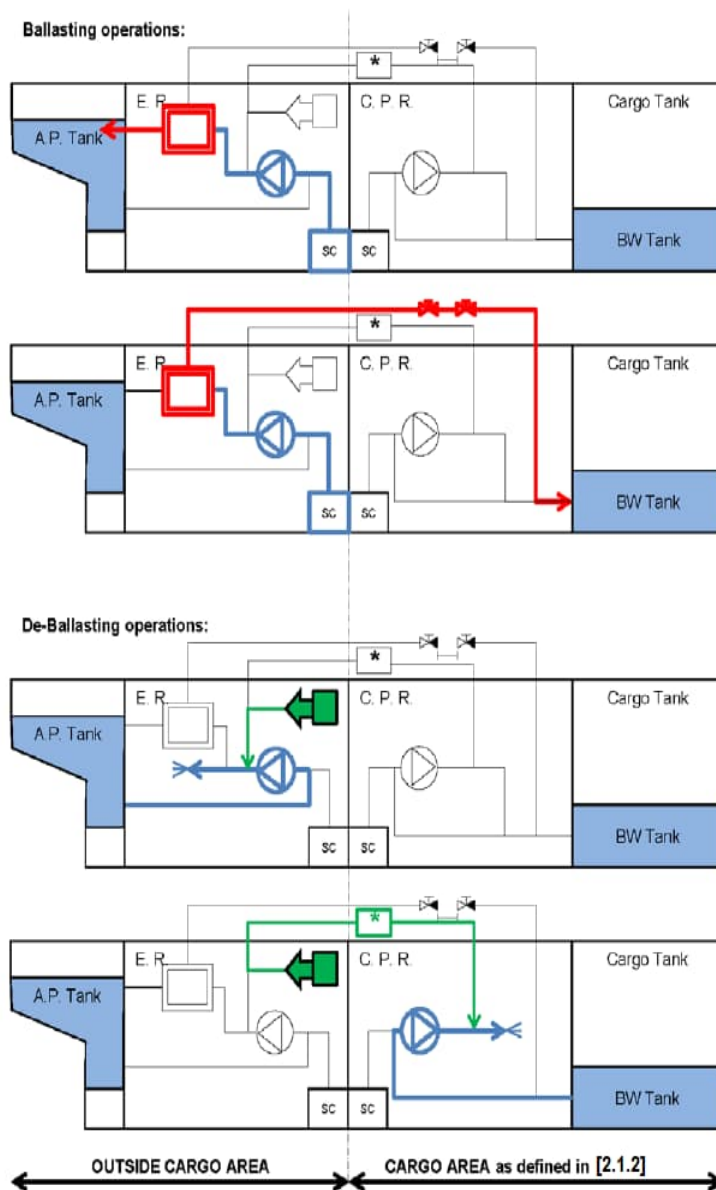 Ballasting operations:
*
E. R.
C. P. R.
Cargo Tank
A.P. Tank
BW Tank
sc
sc
*
E. R.
C. P. R.
Cargo Tank
A.P. Tank
BW Tank
sc
sc
De-Ballasting operations:
*
E. R.
C. P. R.
Cargo Tank
A.P. Tank
BW Tank
sc
sc
*
E. R.
C. P. R.
Cargo Tank
A.P. Tank
BW Tank
sc
sc
OUTSIDE CARGO AREA
CARGO AREA as defined in [2.1.2]